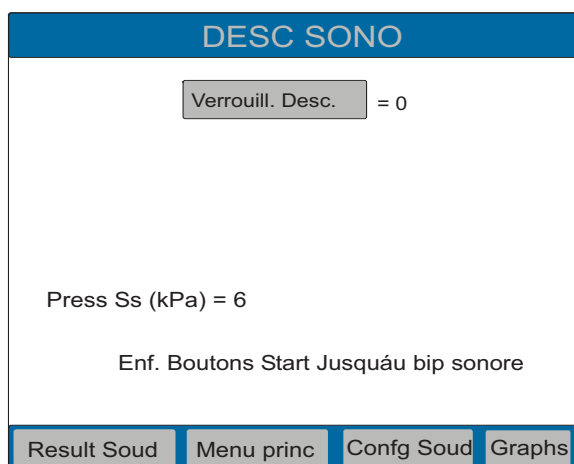 DESC SONO
Verrouill. Desc. = 0
Press Ss (kPa) = 6
Enf. Boutons Start Jusquáu bip sonore
Result Soud Menu princ Confg Soud Graphs